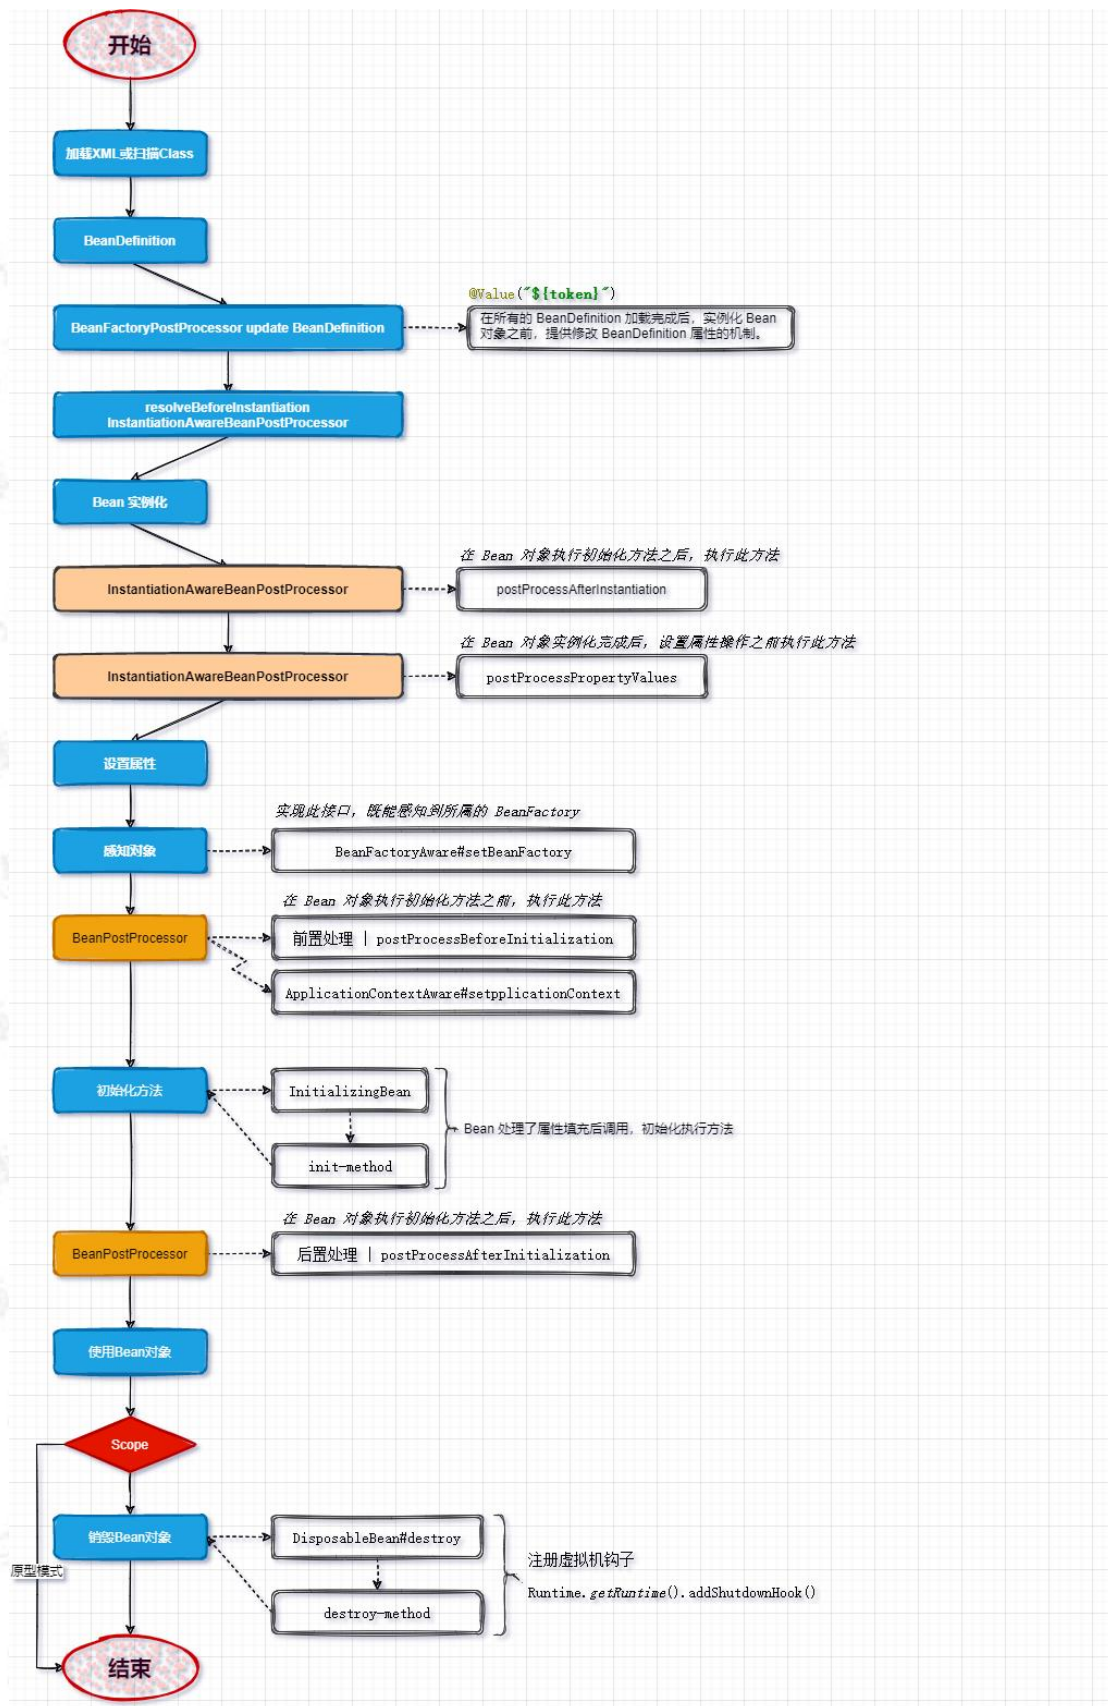 开始
加载XML或扫描Class
BeanDefinition
@Value("${token}")
BeanFactoryPostProcessor update BeanDefinition
在所有的 BeanDefinition 加载完成后，实例化 Bean
对象之前，提供修改 BeanDefinition 属性的机制。
resolveBeforeInstantiation
InstantiationAwareBeanPostProcessor
Bean 实例化
在 Bean 对象执行初始化方法之后，执行此方法
InstantiationAwareBeanPostProcessor
postProcessAfterInstantiation
在 Bean 对象实例化完成后，设置属性操作之前执行此方法
InstantiationAwareBeanPostProcessor
postProcessPropertyValues
设置属性
实现此接口，既能感知到所属的 BeanFactory
感知对象
BeanFactoryAware#setBeanFactory
在 Bean 对象执行初始化方法之前，执行此方法
BeanPostProcessor
前置处理 | postProcessBeforeInitialization
ApplicationContextAware#setpplicationContext
初始化方法
InitializingBean
Bean 处理了属性填充后调用，初始化执行方法
init-method
在 Bean 对象执行初始化方法之后，执行此方法
BeanPostProcessor
后置处理 | postProcessAfterInitialization
使用Bean对象
Scope
销毁Bean对象
DisposableBean#destroy
注册虚拟机钩子
原型模式
Runtime.getRuntime().addShutdownHook()
destroy-method
结束